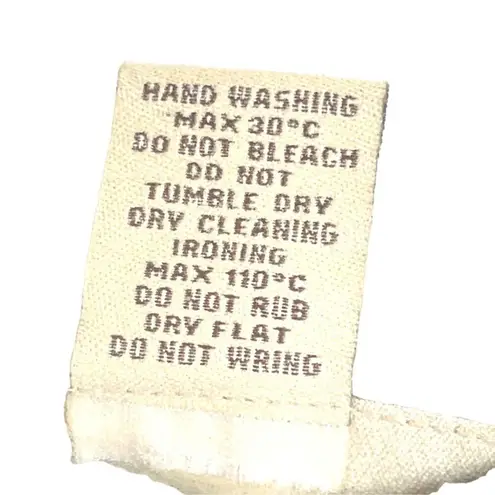 HAND WASHING
MAX 30°C
DO NOT BLEACH
DO NOT
TUMBLE DRY
DRY CLEANING
IRONING
MAX 110°C
DO NOT RUB
DRY FLAT
DO NOT WRING